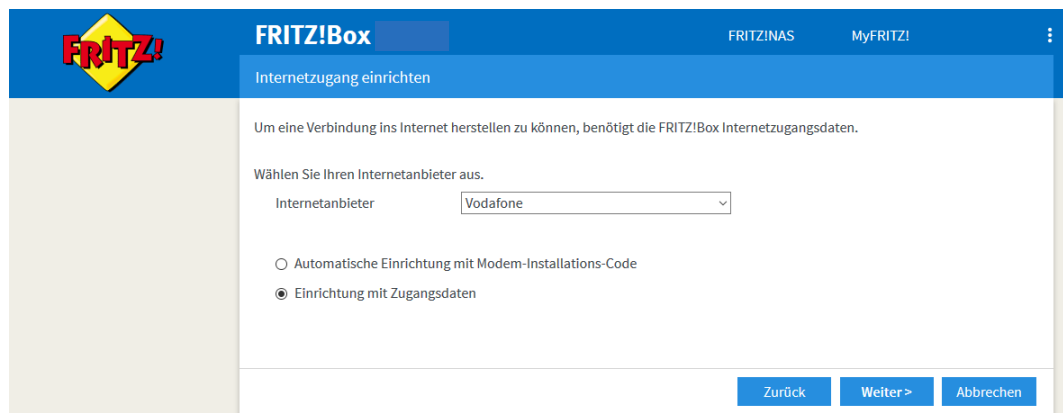 FRITZ!
FRITZ!Box
FRITZ!NAS
MyFRITZ!
Internetzugang einrichten
Um eine Verbindung ins Internet herstellen zu können, benötigt die FRITZ!Box Internetzugangsdaten.
Wählen Sie Ihren Internetanbieter aus.
Internetanbieter
Vodafone
Automatische Einrichtung mit Modem-Installations-Code
Einrichtung mit Zugangsdaten
Zurück
Weiter >
Abbrechen